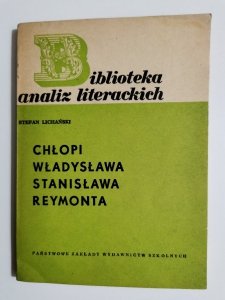 Biblioteka
analiz literackich
STEFAN LICHAŃSKI
CHŁOPI
WŁADYSŁAWA
STANISŁAWA
REYMONTA
PAŃSTWOWE ZAKŁADY WYDAWNICTW SZKOLNYCH